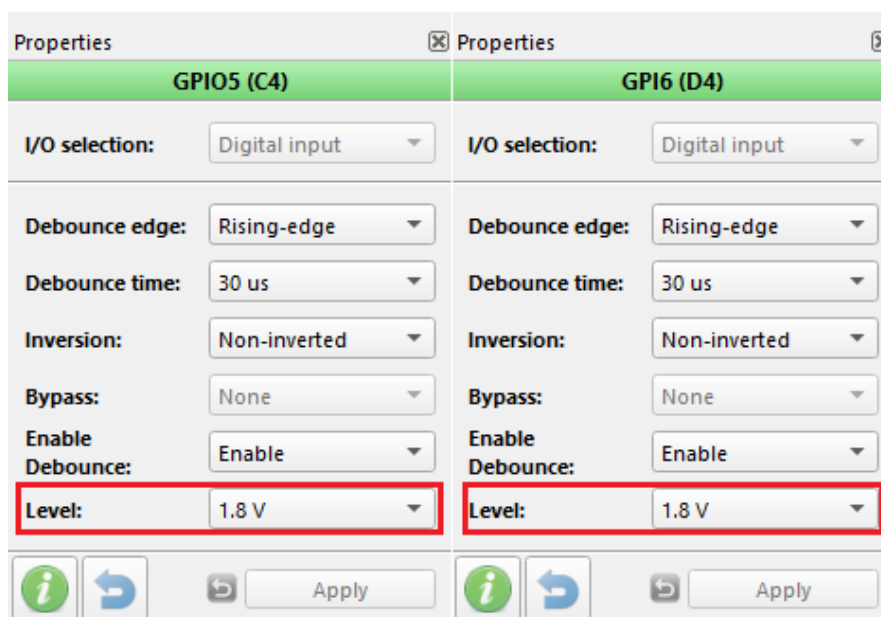 Properties
GPIO5 (C4)
I/O selection: Digital input
Debounce edge: Rising-edge
Debounce time: 30 us
Inversion: Non-inverted
Bypass: None
Enable
Debounce: Enable
Level: 1.8 V
Apply
Properties
GPI6 (D4)
I/O selection: Digital input
Debounce edge: Rising-edge
Debounce time: 30 us
Inversion: Non-inverted
Bypass: None
Enable
Debounce: Enable
Level: 1.8 V
Apply